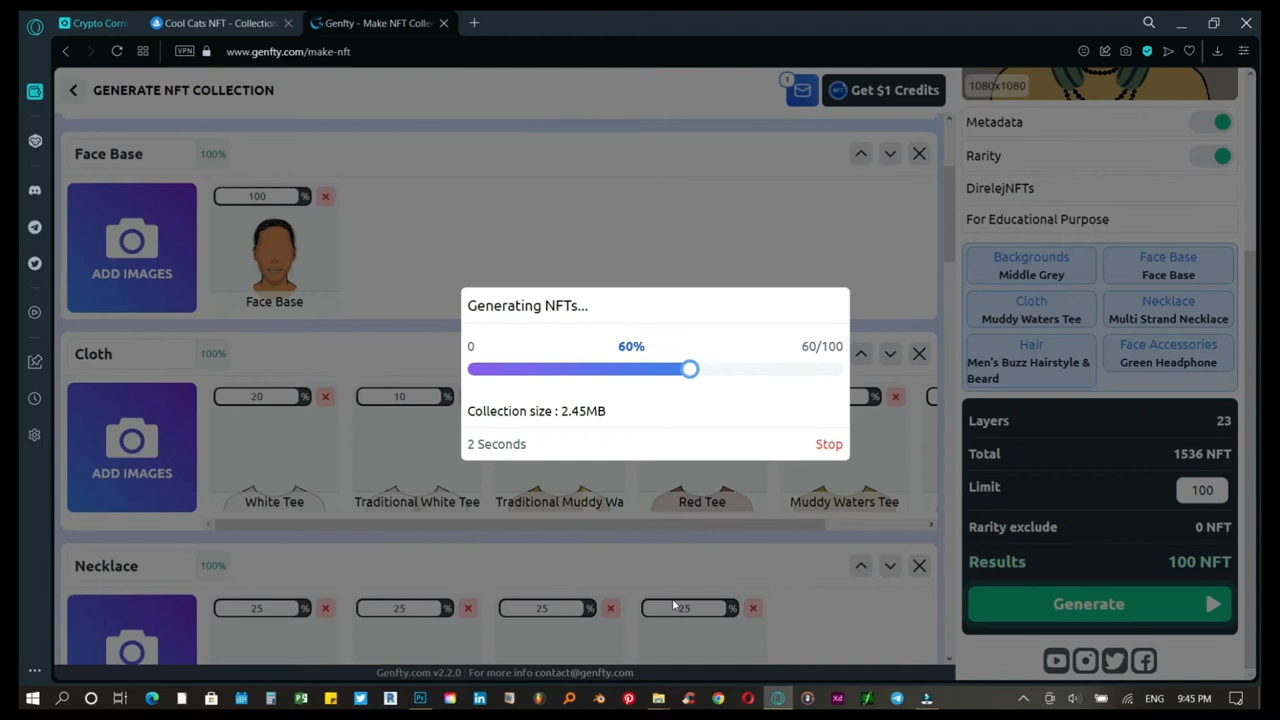 Crypto Corn
Cool Cats NFT - Collection
Genfty - Make NFT Colle
VPN
www.genfty.com/make-nft
GENERATE NFT COLLECTION
1
NFT
Get $1 Credits
1080x1080
Face Base 100%
100 %
ADD IMAGES
Face Base
Cloth 100%
20 %
10 %
%
ADD IMAGES
White Tee
Traditional White Tee
Traditional Muddy Wa
Red Tee
Muddy Waters Tee
Necklace 100%
25 %
25 %
25 %
25 %
Generating NFTs...
0 60% 60/100
Collection size : 2.45MB
2 Seconds Stop
Metadata
Rarity
DirelejNFTs
For Educational Purpose
Backgrounds
Middle Grey
Face Base
Face Base
Cloth
Muddy Waters Tee
Necklace
Multi Strand Necklace
Hair
Men's Buzz Hairstyle &
Beard
Face Accessories
Green Headphone
Layers 23
Total 1536 NFT
Limit 100
Rarity exclude 0 NFT
Results 100 NFT
Generate
Genfty.com v2.2.0 For more info contact@genfty.com
ENG 9:45 PM